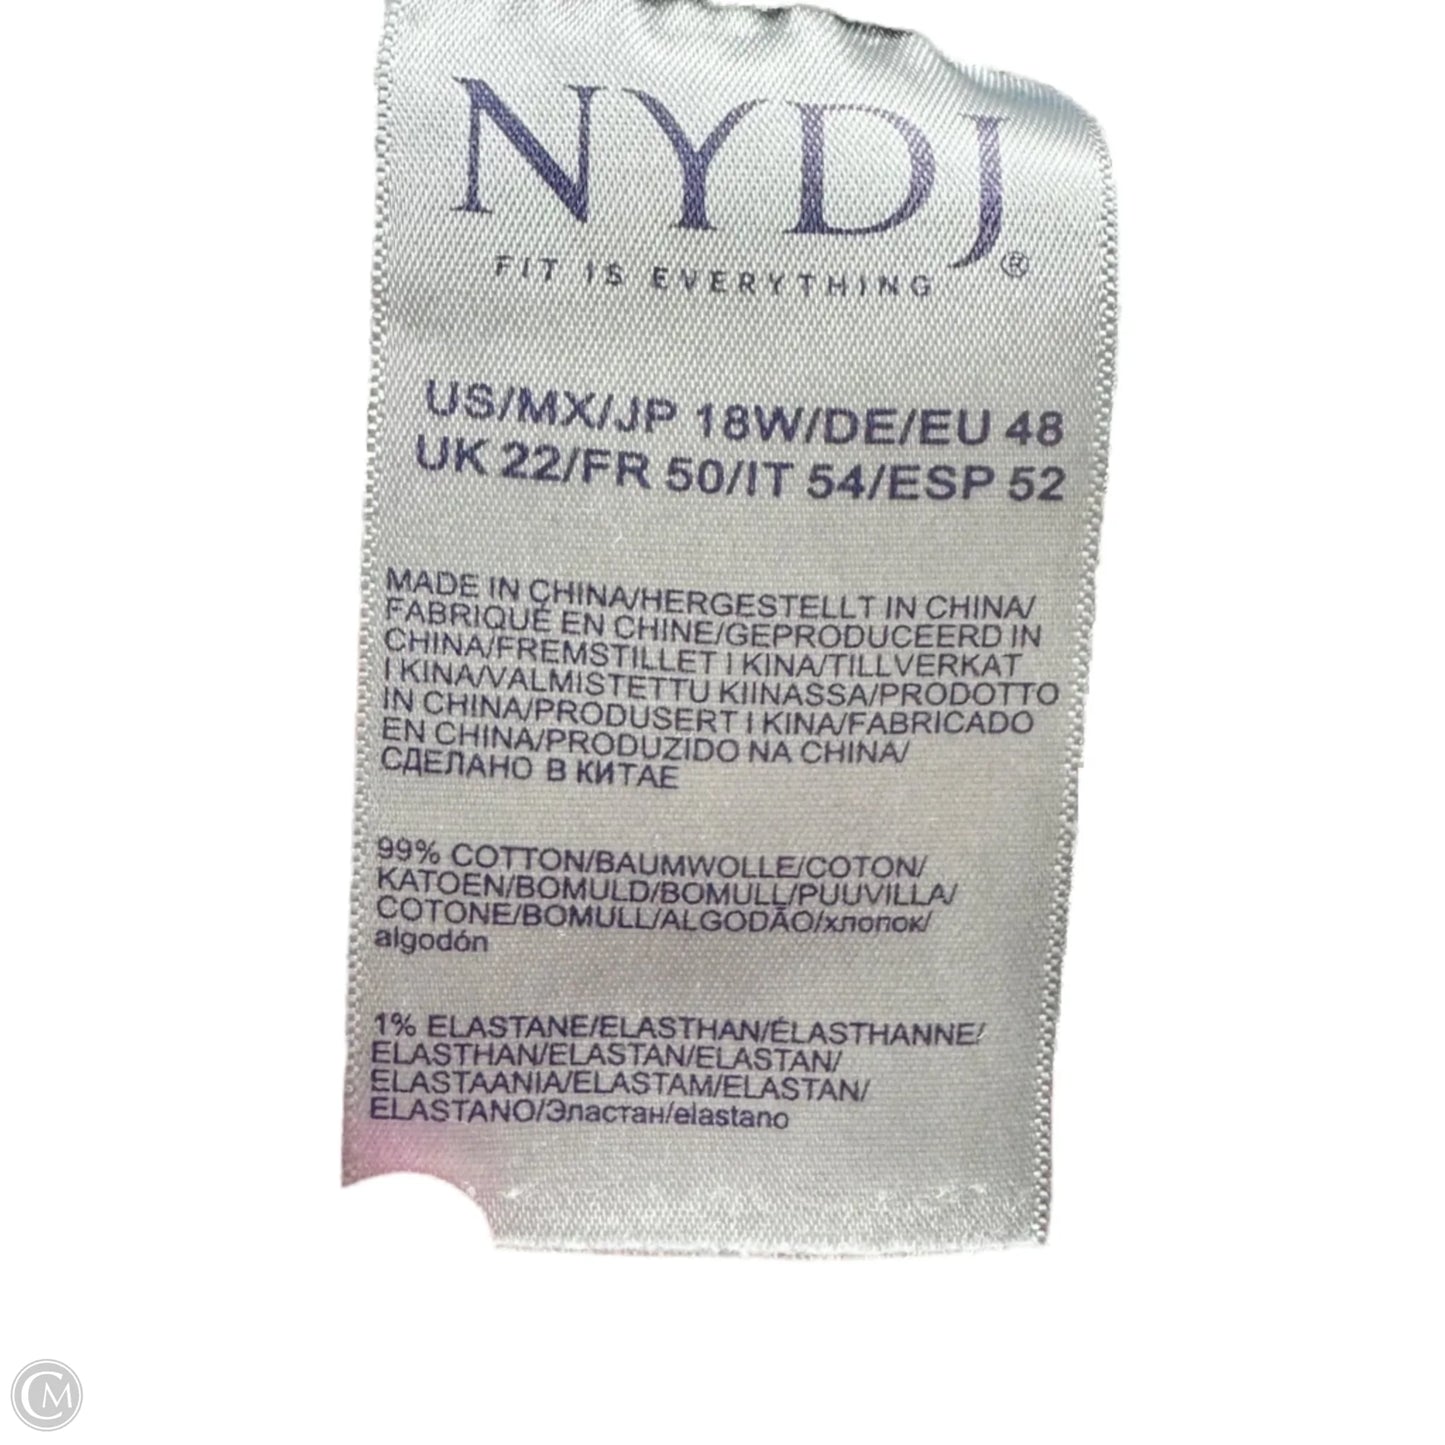 NYDJ®
FIT IS EVERYTHING
US/MX/JP 18W/DE/EU 48
UK 22/FR 50/IT 54/ESP 52
MADE IN CHINA/HERGESTELLT IN CHINA/
FABRIQUÉ EN CHINE/GEPRODUCEERD IN
CHINA/FREMSTILLET I KINA/TILLVERKAT
I KINA/VALMISTETTU KIINASSA/PRODOTTO
IN CHINA/PRODUSERT I KINA/FABRICADO
EN CHINA/PRODUZIDO NA CHINA/
СДЕЛАНО В КИТАЕ
99% COTTON/BAUMWOLLE/COTON/
KATOEN/BOMULD/BOMULL/PUUVILLA/
COTONE/BOMULL/ALGODÃO/хлопок/
algodón
1% ELASTANE/ELASTHAN/ÉLASTHANNE/
ELASTHAN/ELASTAN/ELASTAN/
ELASTAANIA/ELASTAM/ELASTAN/
ELASTANO/Эластан/elastano
CM